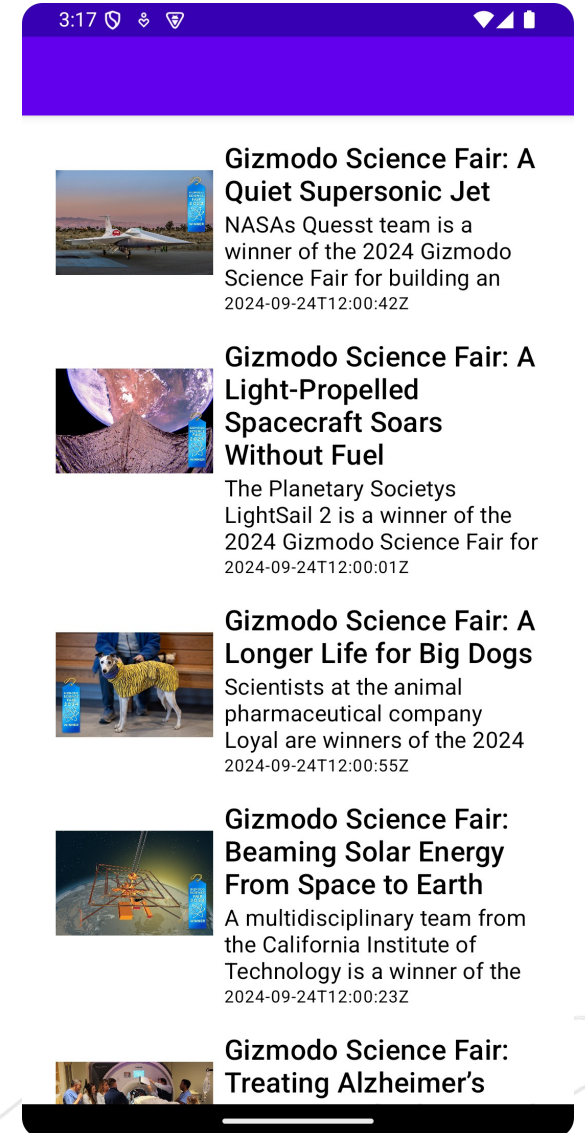 3:17
Gizmodo Science Fair: A
Quiet Supersonic Jet
NASAs Quesst team is a
winner of the 2024 Gizmodo
Science Fair for building an
2024-09-24T12:00:42Z
Gizmodo Science Fair: A
Light-Propelled
Spacecraft Soars
Without Fuel
The Planetary Societys
LightSail 2 is a winner of the
2024 Gizmodo Science Fair for
2024-09-24T12:00:01Z
Gizmodo Science Fair: A
Longer Life for Big Dogs
Scientists at the animal
pharmaceutical company
Loyal are winners of the 2024
2024-09-24T12:00:55Z
Gizmodo Science Fair:
Beaming Solar Energy
From Space to Earth
A multidisciplinary team from
the California Institute of
Technology is a winner of the
2024-09-24T12:00:23Z
Gizmodo Science Fair:
Treating Alzheimer’s